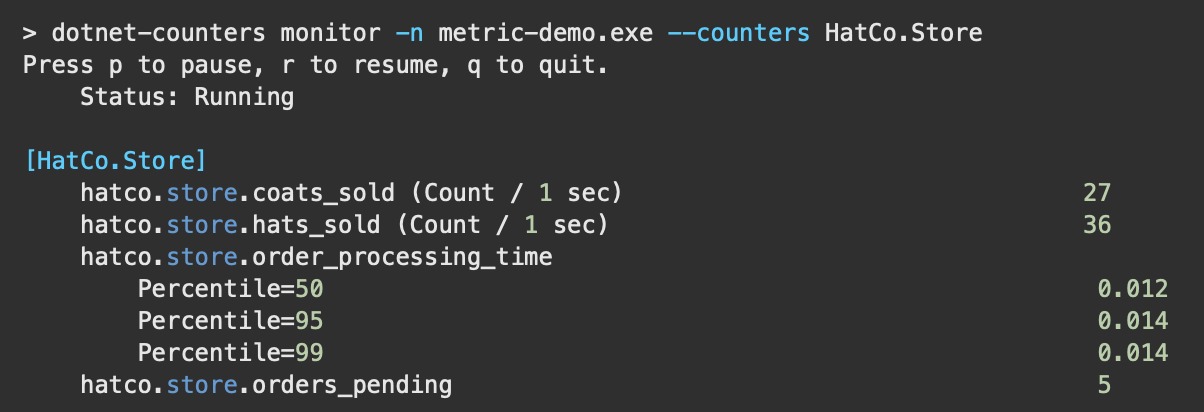 > dotnet-counters monitor -n metric-demo.exe --counters HatCo.Store
Press p to pause, r to resume, q to quit.
    Status: Running

[HatCo.Store]
    hatco.store.coats_sold (Count / 1 sec)                                27
    hatco.store.hats_sold (Count / 1 sec)                                 36
    hatco.store.order_processing_time
        Percentile=50                                                      0.012
        Percentile=95                                                      0.014
        Percentile=99                                                      0.014
    hatco.store.orders_pending                                             5